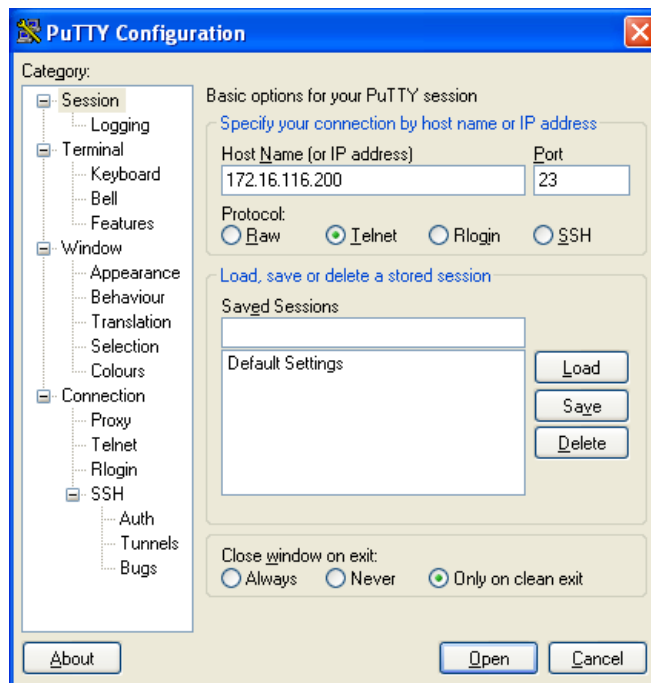 PuTTY Configuration
Category:
Session
Logging
Terminal
Keyboard
Bell
Features
Window
Appearance
Behaviour
Translation
Selection
Colours
Connection
Proxy
Telnet
Rlogin
SSH
Auth
Tunnels
Bugs
Basic options for your PuTTY session
Specify your connection by host name or IP address
Host Name (or IP address) Port
172.16.116.200 23
Protocol:
Raw Telnet Rlogin SSH
Load, save or delete a stored session
Saved Sessions
Default Settings
Load
Save
Delete
Close window on exit:
Always Never Only on clean exit
About Open Cancel